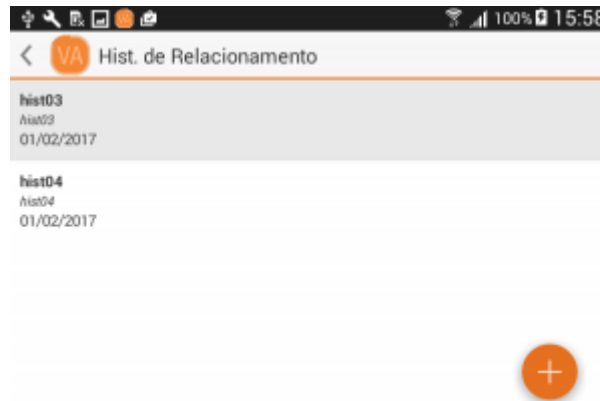 100% 15:58
VA Hist. de Relacionamento
hist03
hist03
01/02/2017
hist04
hist04
01/02/2017
+